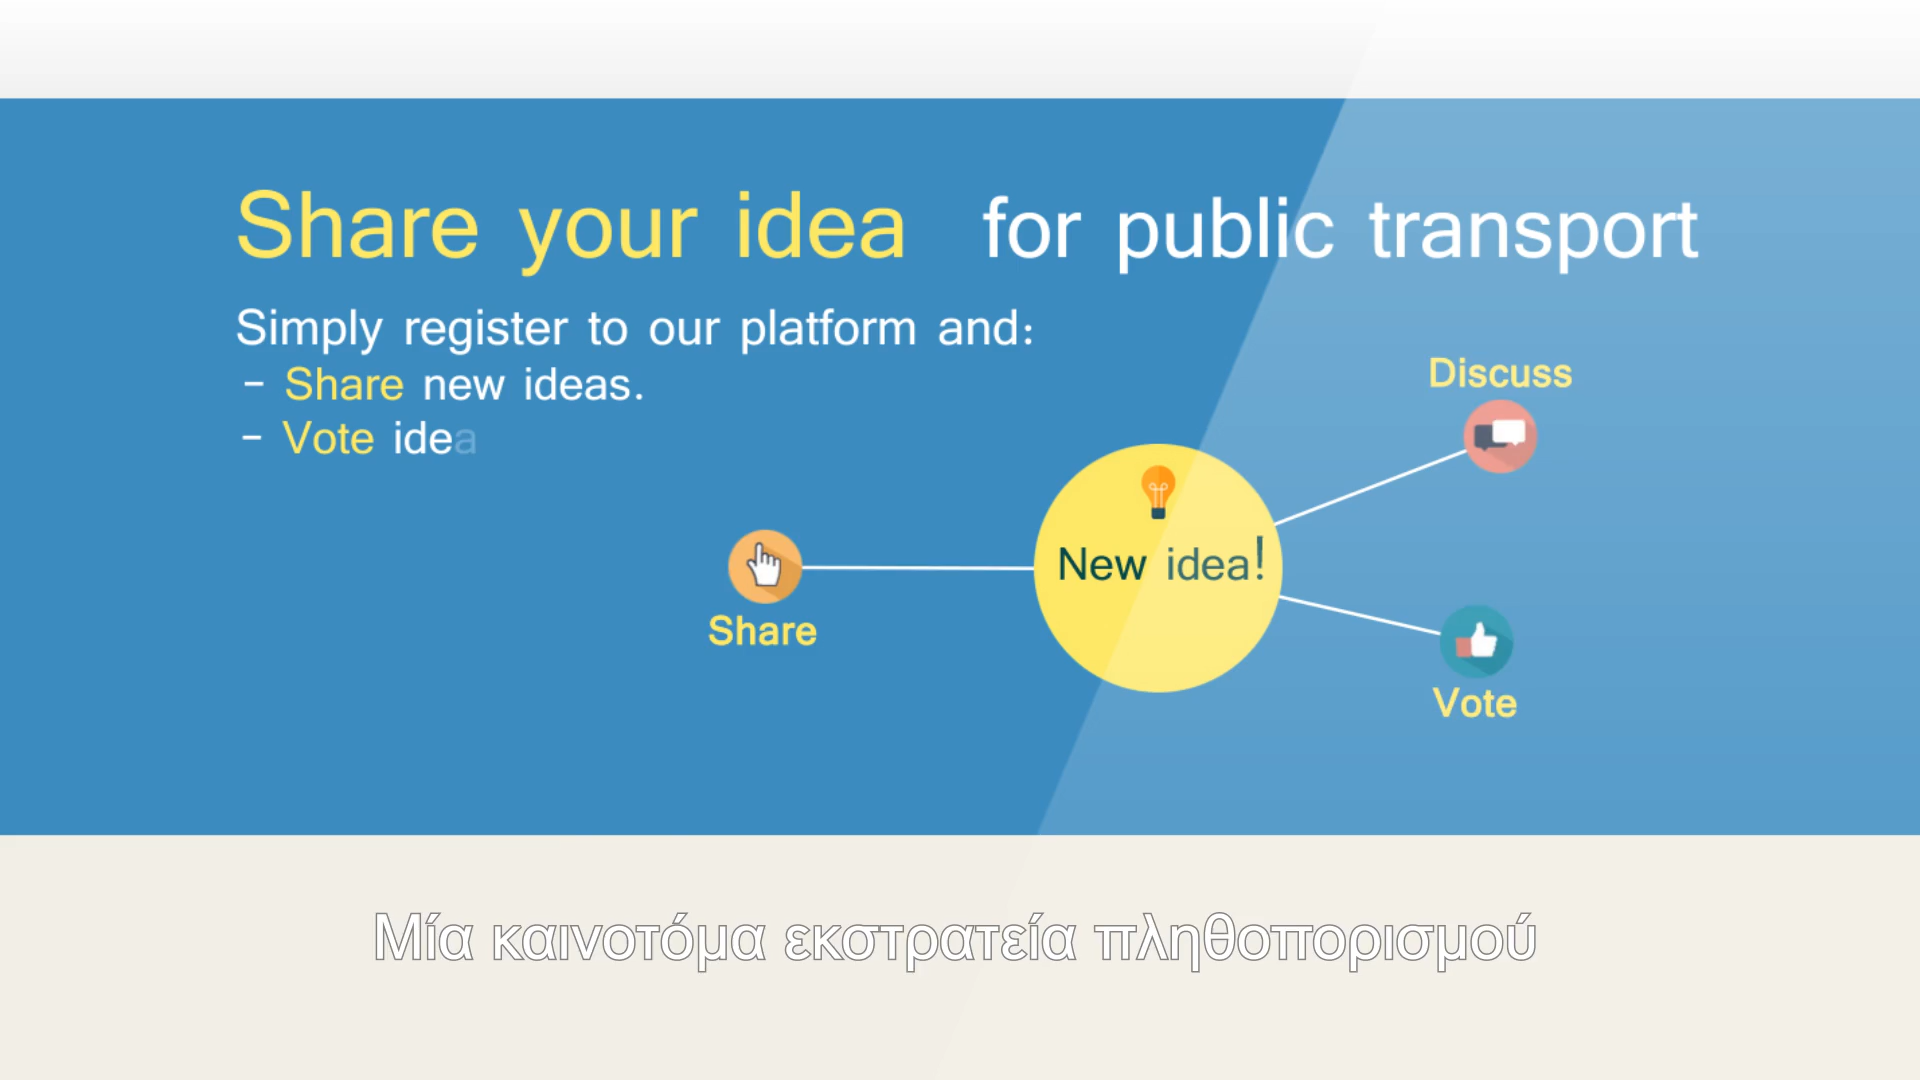 Share your idea for public transport
Simply register to our platform and:
- Share new ideas.
- Vote idea
Discuss
New idea!
Share
Vote
Μία καινοτόμα εκστρατεία πληθοπορισμού